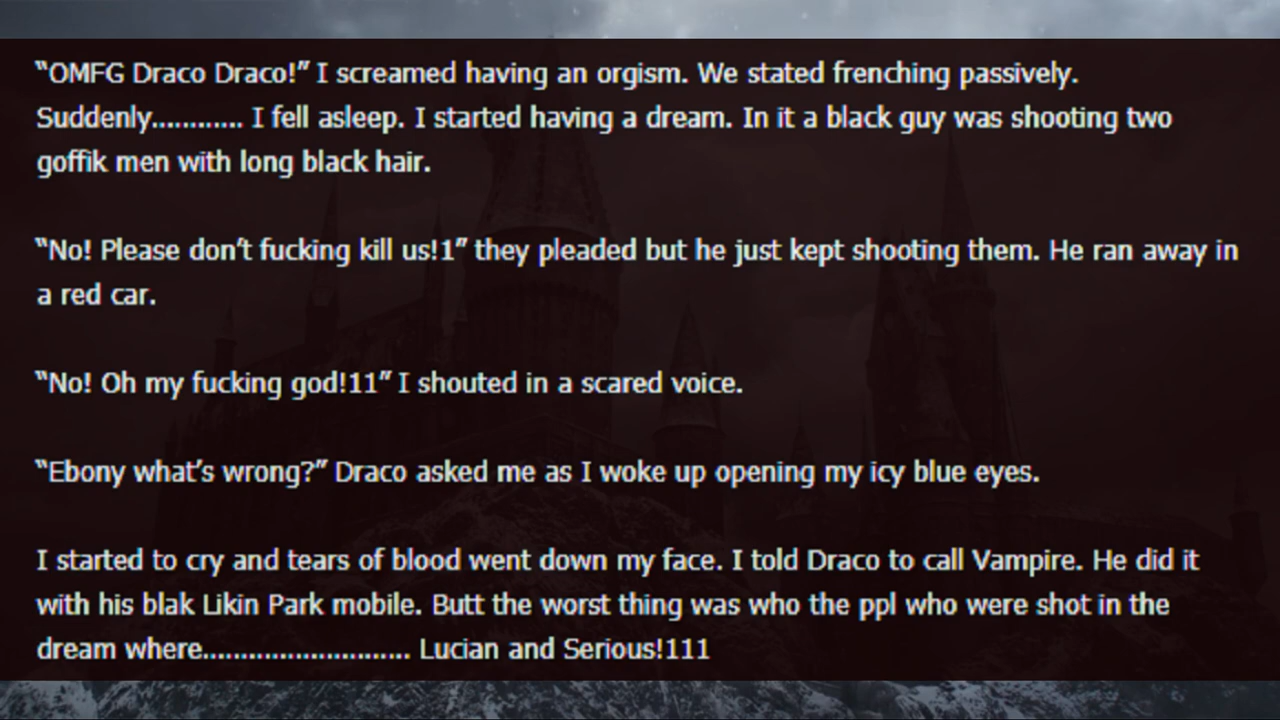 “OMFG Draco Draco!” I screamed having an orgism. We stated frenching passively.
Suddenly............ I fell asleep. I started having a dream. In it a black guy was shooting two
goffik men with long black hair.
“No! Please don’t fucking kill us!1” they pleaded but he just kept shooting them. He ran away in
a red car.
“No! Oh my fucking god!11” I shouted in a scared voice.
“Ebony what’s wrong?” Draco asked me as I woke up opening my icy blue eyes.
I started to cry and tears of blood went down my face. I told Draco to call Vampire. He did it
with his blak Likin Park mobile. Butt the worst thing was who the ppl who were shot in the
dream where........................... Lucian and Serious!111